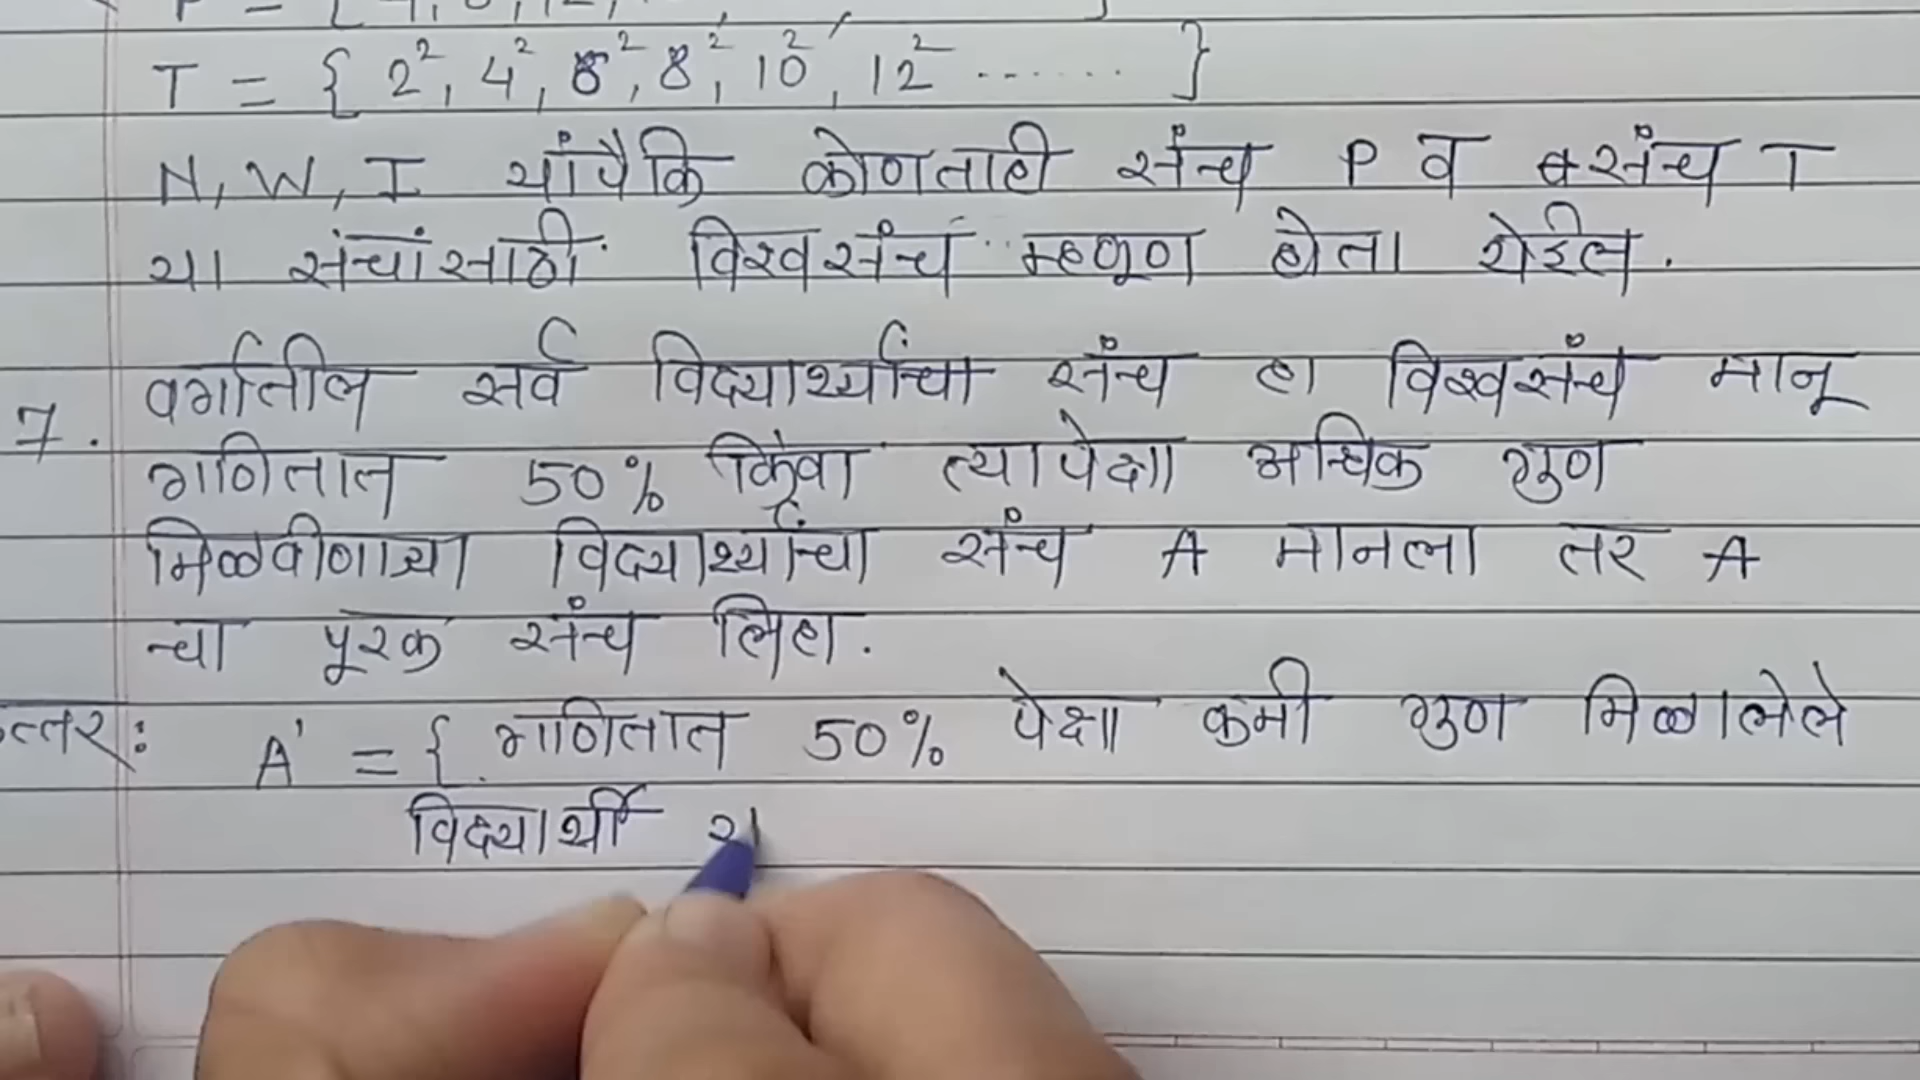 T = { 2², 4², 6², 8², 10², 12² ...... }
N, W, I यांपैकि कोणताही संच P व संच T
या संचांसाठी विश्वसंच म्हणूण होता येईल.
7. वर्गातील सर्व विद्यार्थ्यांचा संच हा विश्वसंच मानू
गणितात 50% किंवा त्यापेक्षा अधिक गुण
मिळवीणाऱ्या विद्यार्थ्यांचा संच A मानला तर A
चा पूरक संच लिहा.
त्तर: A' = { गणितात 50% पेक्षा कमी गुण मिळालेले
विद्यार्थी